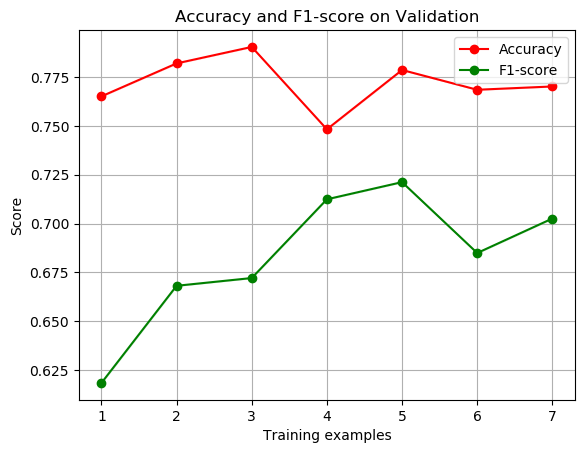 Accuracy and F1-score on Validation
Accuracy
F1-score
0.775
0.750
0.725
0.700
0.675
0.650
0.625
Score
1 2 3 4 5 6 7
Training examples